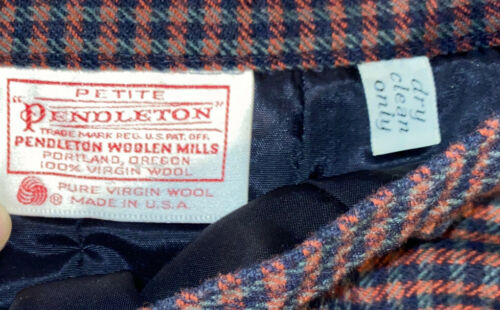 PETITE
"PENDLETON"
TRADE MARK REG. U.S. PAT. OFF.
PENDLETON WOOLEN MILLS
PORTLAND, OREGON
100% VIRGIN WOOL
PURE VIRGIN WOOL
® MADE IN U.S.A.
dry
clean
only